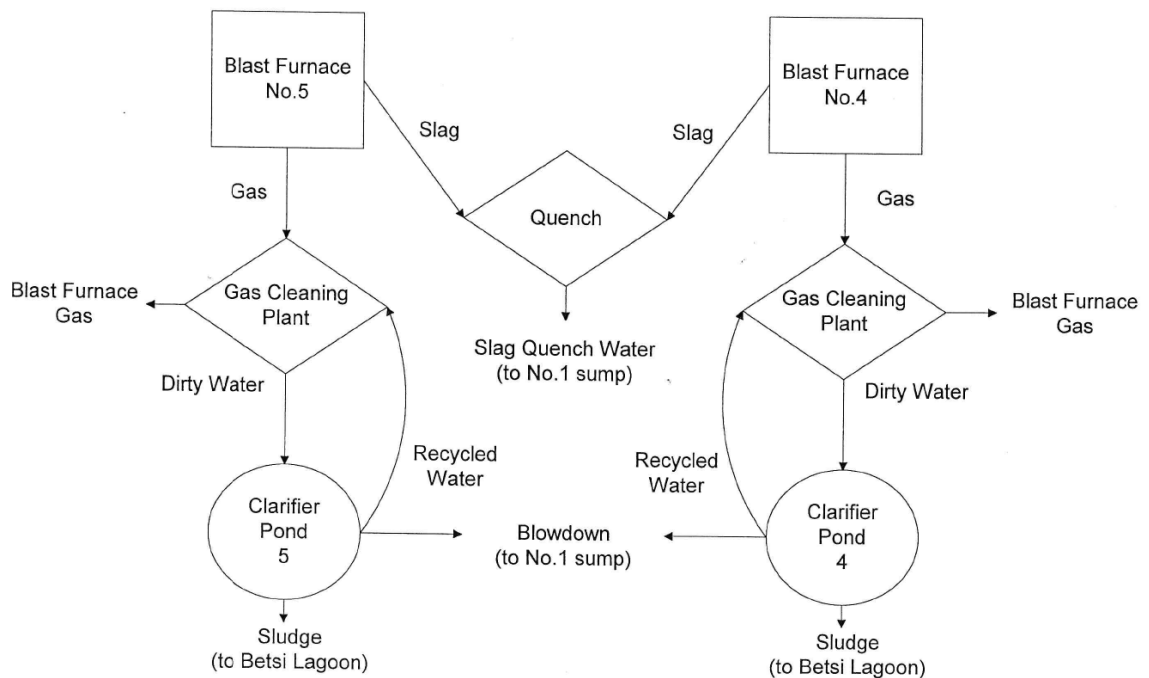 Blast Furnace
No.5
Blast Furnace
No.4
Slag
Slag
Gas
Gas
Quench
Blast Furnace
Gas
Gas Cleaning
Plant
Gas Cleaning
Plant
Blast Furnace
Gas
Slag Quench Water
(to No.1 sump)
Dirty Water
Dirty Water
Recycled
Water
Recycled
Water
Clarifier
Pond
5
Blowdown
(to No.1 sump)
Clarifier
Pond
4
Sludge
(to Betsi Lagoon)
Sludge
(to Betsi Lagoon)